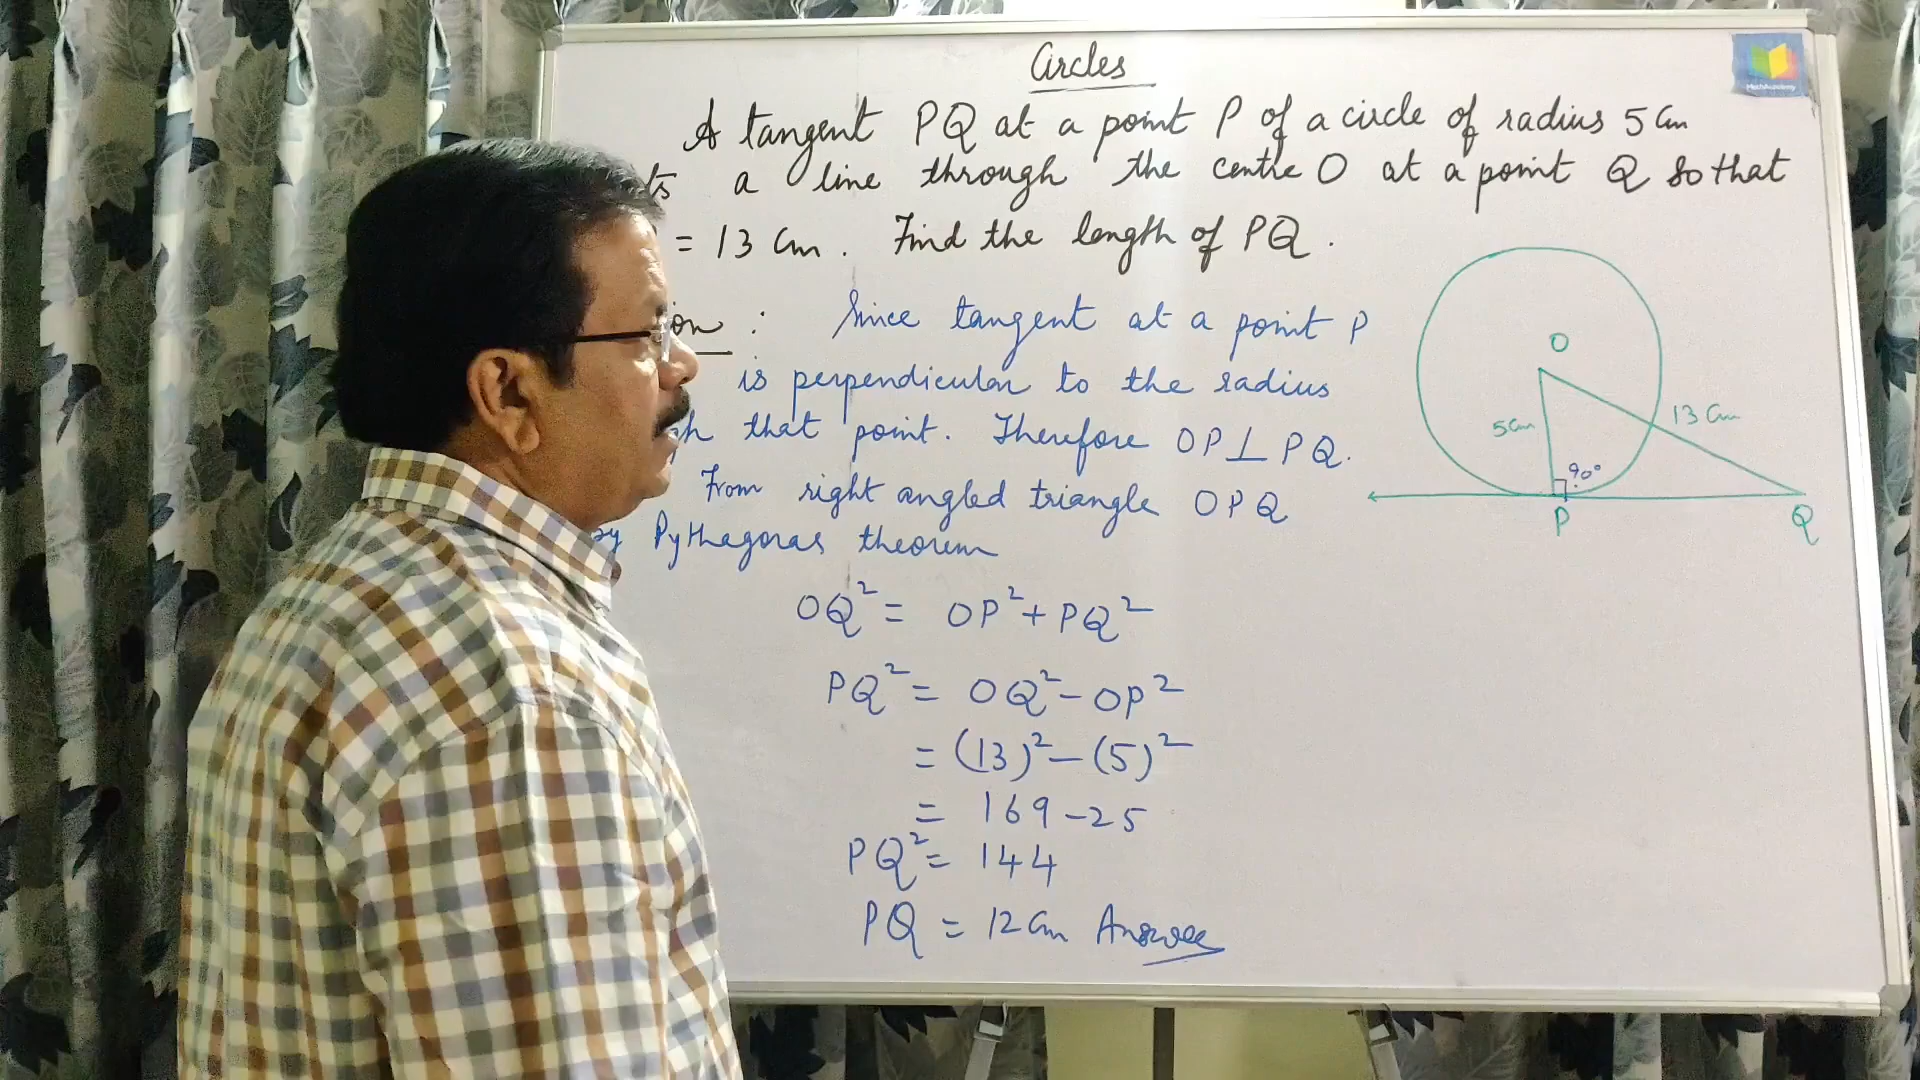 Circles
A tangent PQ at a point P of a circle of radius 5 cm
a line through the centre O at a point Q so that
= 13 cm. Find the length of PQ.
: Since tangent at a point P
is perpendicular to the radius
that point. Therefore OP⊥PQ.
From right angled triangle OPQ
Pythagoras theorem
OQ² = OP² + PQ²
PQ² = OQ² - OP²
= (13)² - (5)²
= 169 - 25
PQ² = 144
PQ = 12 cm Answer
O
5cm
13 cm
90°
P
Q
MechAcademy